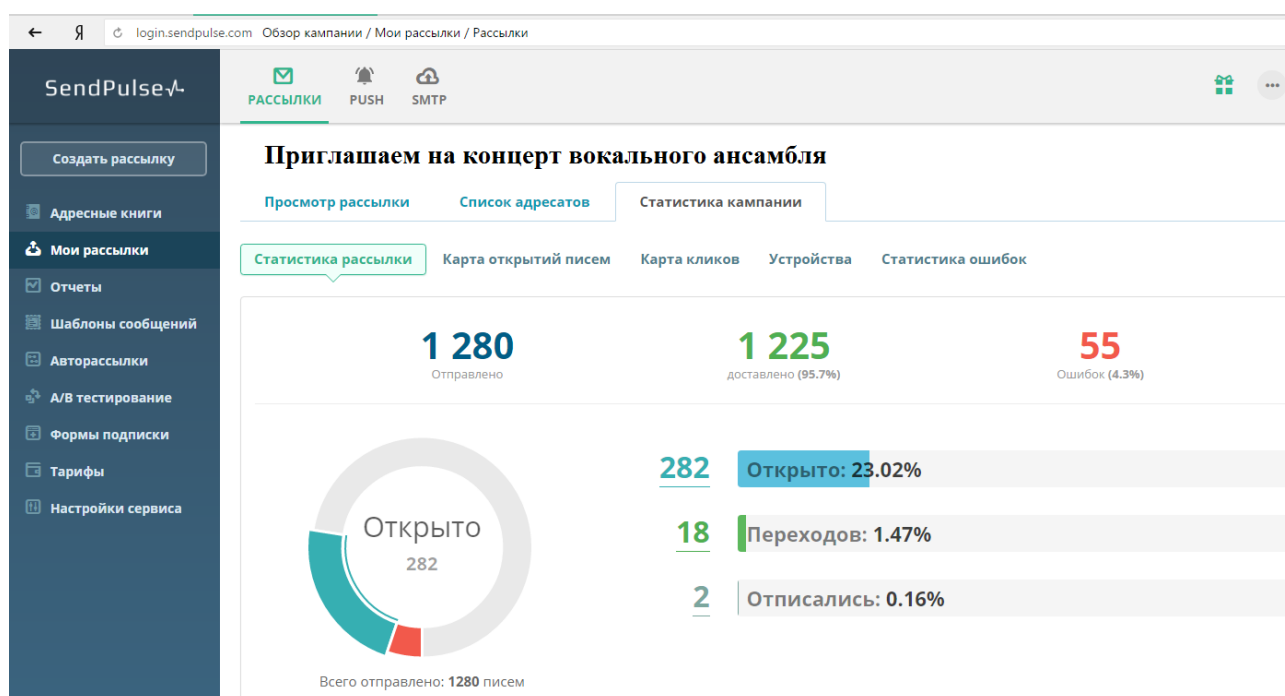 Я login.sendpulse.com Обзор кампании / Мои рассылки / Рассылки
SendPulse
РАССЫЛКИ PUSH SMTP
Создать рассылку
Адресные книги
Мои рассылки
Отчеты
Шаблоны сообщений
Авторассылки
A/B тестирование
Формы подписки
Тарифы
Настройки сервиса
Приглашаем на концерт вокального ансамбля
Просмотр рассылки Список адресатов Статистика кампании
Статистика рассылки Карта открытий писем Карта кликов Устройства Статистика ошибок
1 280 1 225 55
Отправлено доставлено (95.7%) Ошибок (4.3%)
Открыто
282
Всего отправлено: 1280 писем
282 Открыто: 23.02%
18 Переходов: 1.47%
2 Отписались: 0.16%